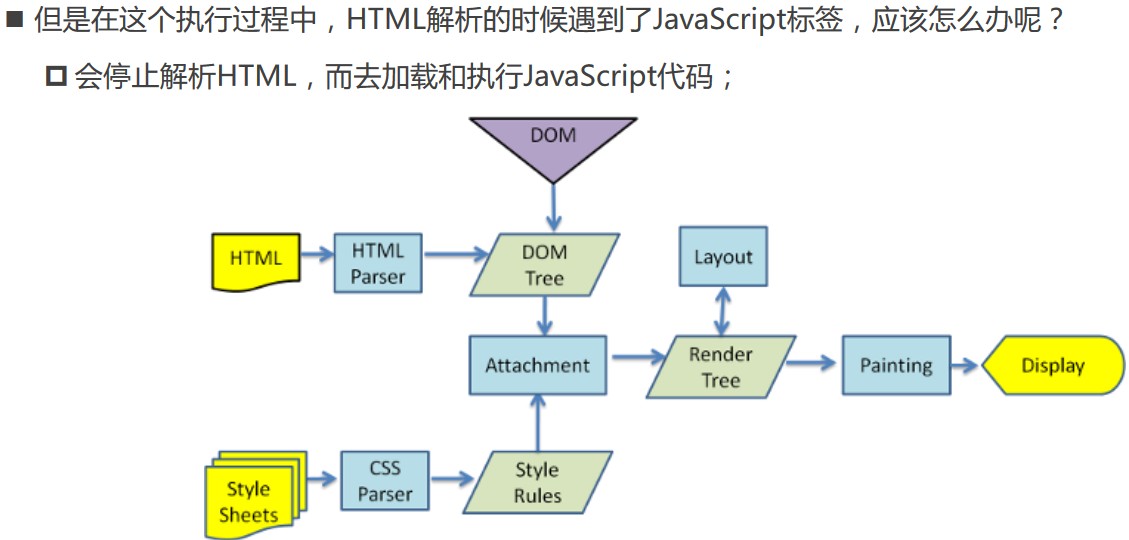 但是在这个执行过程中，HTML解析的时候遇到了JavaScript标签，应该怎么办呢？
会停止解析HTML，而去加载和执行JavaScript代码；
DOM
HTML
HTML
Parser
DOM
Tree
Layout
Attachment
Render
Tree
Painting
Display
Style
Sheets
CSS
Parser
Style
Rules